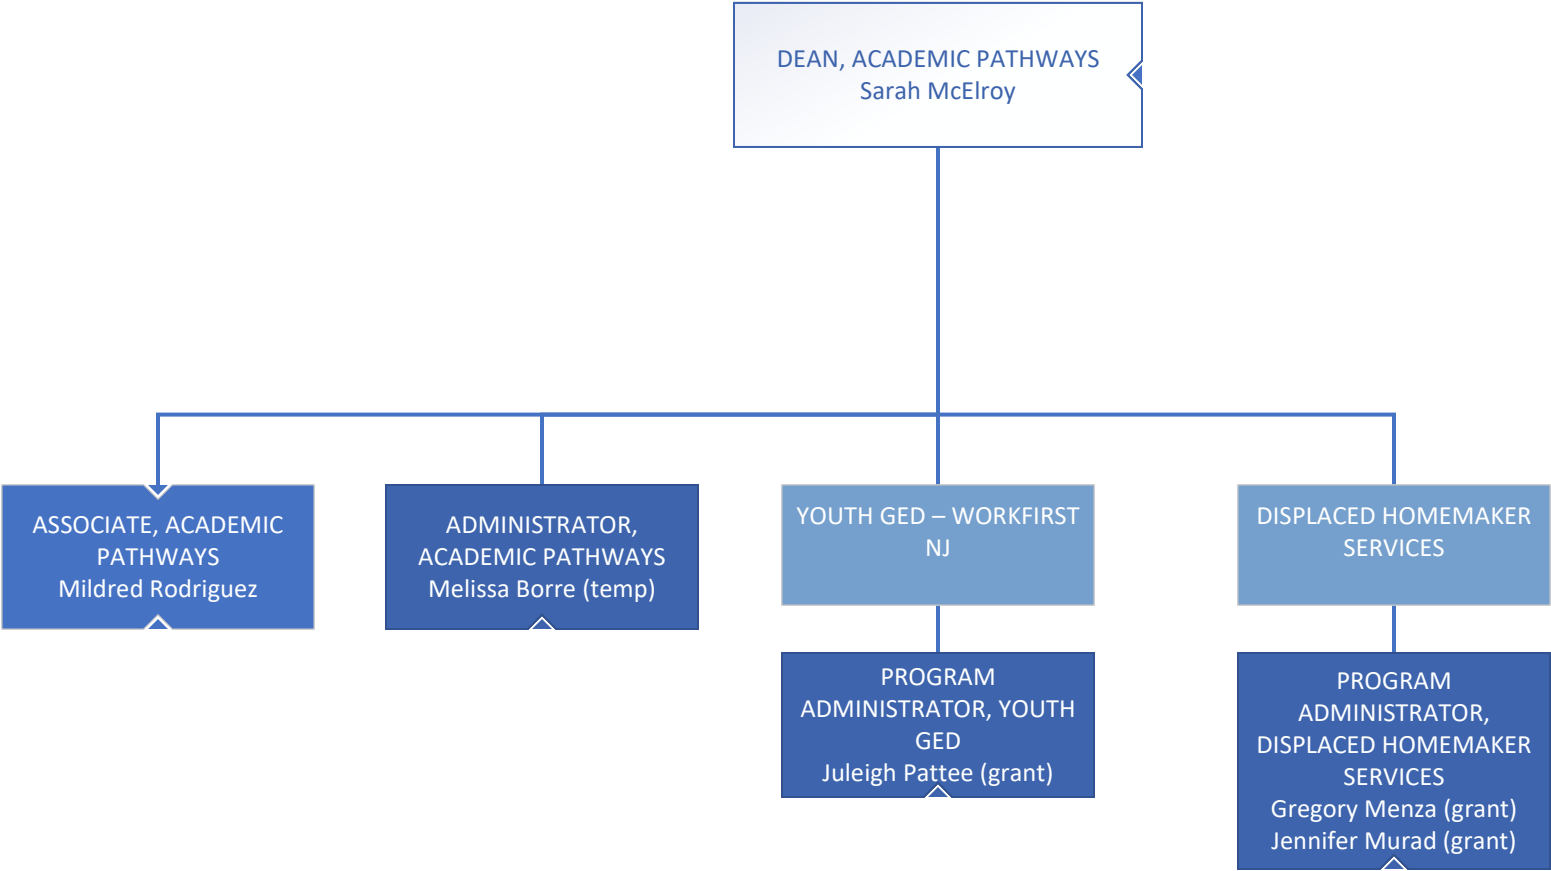 DEAN, ACADEMIC PATHWAYS
Sarah McElroy
ASSOCIATE, ACADEMIC
PATHWAYS
Mildred Rodriguez
ADMINISTRATOR,
ACADEMIC PATHWAYS
Melissa Borre (temp)
YOUTH GED – WORKFIRST
NJ
DISPLACED HOMEMAKER
SERVICES
PROGRAM
ADMINISTRATOR, YOUTH
GED
Juleigh Pattee (grant)
PROGRAM
ADMINISTRATOR,
DISPLACED HOMEMAKER
SERVICES
Gregory Menza (grant)
Jennifer Murad (grant)